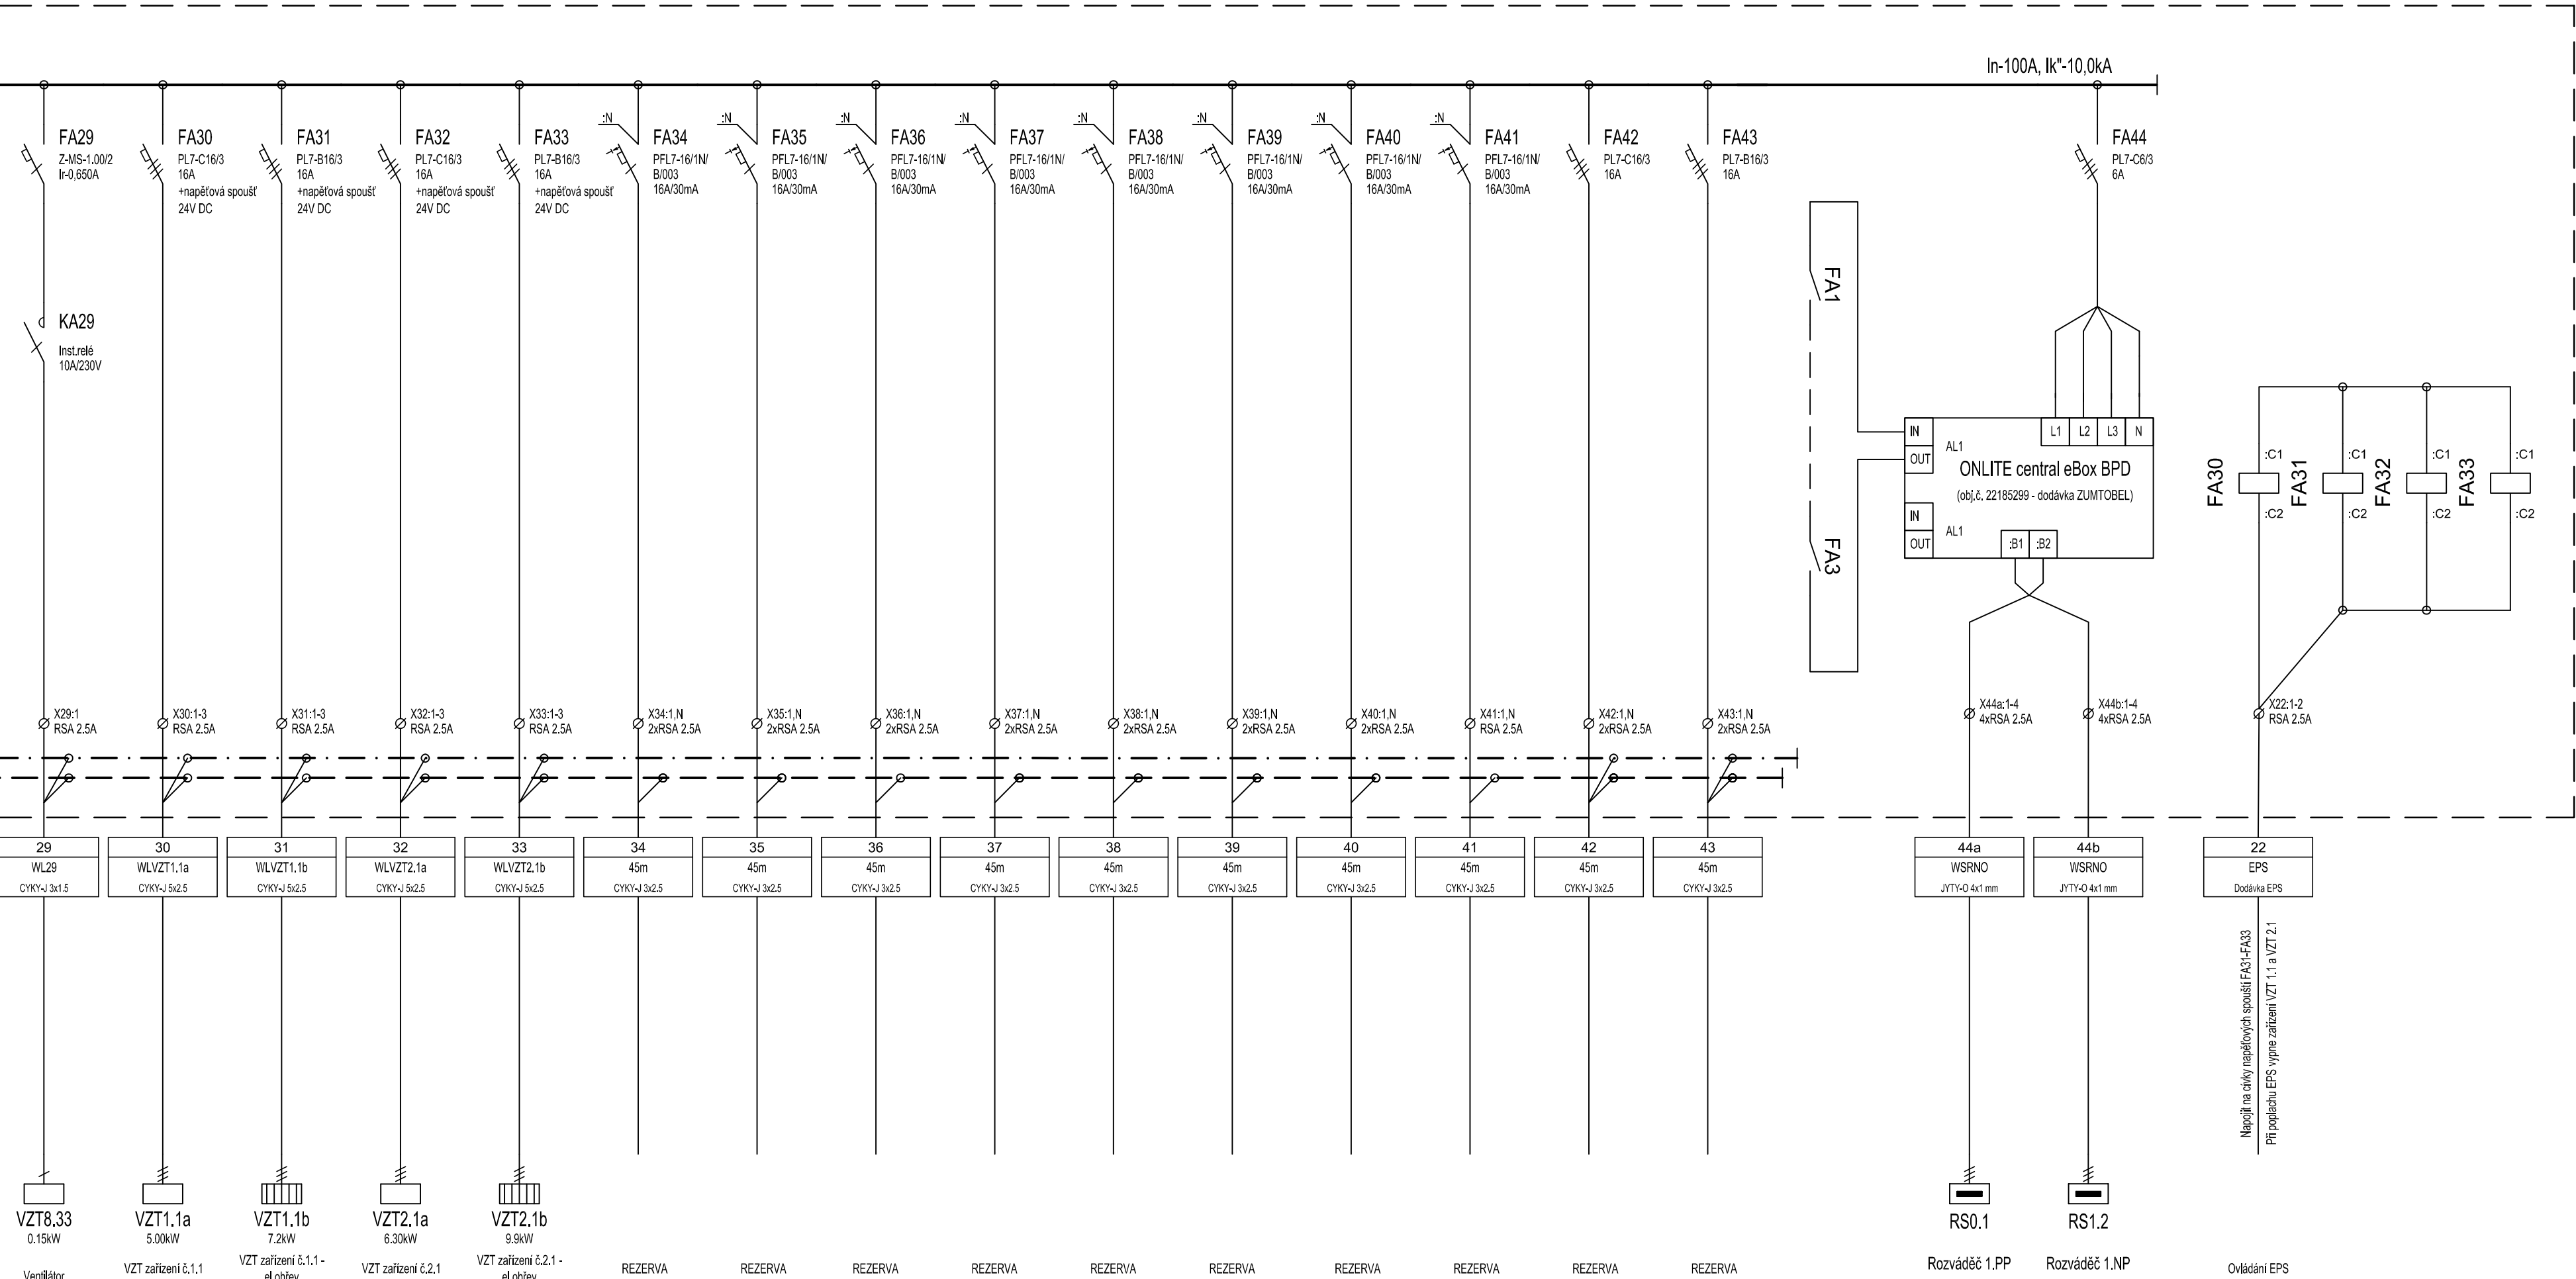 In-100A, Ik"-10,0kA
FA29
Z-MS-1.00/2
Ir-0,650A
FA30
PL7-C16/3
16A
+napěťová spoušť
24V DC
FA31
PL7-B16/3
16A
+napěťová spoušť
24V DC
FA32
PL7-C16/3
16A
+napěťová spoušť
24V DC
FA33
PL7-B16/3
16A
+napěťová spoušť
24V DC
:N
FA34
PFL7-16/1N/
B/003
16A/30mA
:N
FA35
PFL7-16/1N/
B/003
16A/30mA
:N
FA36
PFL7-16/1N/
B/003
16A/30mA
:N
FA37
PFL7-16/1N/
B/003
16A/30mA
:N
FA38
PFL7-16/1N/
B/003
16A/30mA
:N
FA39
PFL7-16/1N/
B/003
16A/30mA
:N
FA40
PFL7-16/1N/
B/003
16A/30mA
:N
FA41
PFL7-16/1N/
B/003
16A/30mA
FA42
PL7-C16/3
16A
FA43
PL7-B16/3
16A
FA44
PL7-C6/3
6A
KA29
Inst.relé
10A/230V
FA1
FA3
IN
OUT
AL1
L1
L2
L3
N
ONLITE central eBox BPD
(obj.č. 22185299 - dodávka ZUMTOBEL)
IN
OUT
AL1
:B1
:B2
FA30
:C1
:C2
FA31
:C1
:C2
FA32
:C1
:C2
FA33
:C1
:C2
X29:1
RSA 2.5A
X30:1-3
RSA 2.5A
X31:1-3
RSA 2.5A
X32:1-3
RSA 2.5A
X33:1-3
RSA 2.5A
X34:1,N
2xRSA 2.5A
X35:1,N
2xRSA 2.5A
X36:1,N
2xRSA 2.5A
X37:1,N
2xRSA 2.5A
X38:1,N
2xRSA 2.5A
X39:1,N
2xRSA 2.5A
X40:1,N
2xRSA 2.5A
X41:1,N
RSA 2.5A
X42:1,N
2xRSA 2.5A
X43:1,N
2xRSA 2.5A
X44a:1-4
4xRSA 2.5A
X44b:1-4
4xRSA 2.5A
X22:1-2
RSA 2.5A
29
WL29
CYKY-J 3x1.5
30
WLVZT1.1a
CYKY-J 5x2.5
31
WLVZT1.1b
CYKY-J 5x2.5
32
WLVZT2.1a
CYKY-J 5x2.5
33
WLVZT2.1b
CYKY-J 5x2.5
34
45m
CYKY-J 3x2.5
35
45m
CYKY-J 3x2.5
36
45m
CYKY-J 3x2.5
37
45m
CYKY-J 3x2.5
38
45m
CYKY-J 3x2.5
39
45m
CYKY-J 3x2.5
40
45m
CYKY-J 3x2.5
41
45m
CYKY-J 3x2.5
42
45m
CYKY-J 3x2.5
43
45m
CYKY-J 3x2.5
44a
WSRNO
JYTY-O 4x1 mm
44b
WSRNO
JYTY-O 4x1 mm
22
EPS
Dodávka EPS
Napojit na cívky napěťových spouští FA31-FA33
Při poplachu EPS vypne zařízení VZT 1.1 a VZT 2.1
VZT8.33
0.15kW
Ventilátor
VZT1.1a
5.00kW
VZT zařízení č.1.1
VZT1.1b
7.2kW
VZT zařízení č.1.1 -
el.ohřev
VZT2.1a
6.30kW
VZT zařízení č.2.1
VZT2.1b
9.9kW
VZT zařízení č.2.1 -
el.ohřev
REZERVA
REZERVA
REZERVA
REZERVA
REZERVA
REZERVA
REZERVA
REZERVA
REZERVA
REZERVA
RS0.1
Rozváděč 1.PP
RS1.2
Rozváděč 1.NP
Ovládání EPS